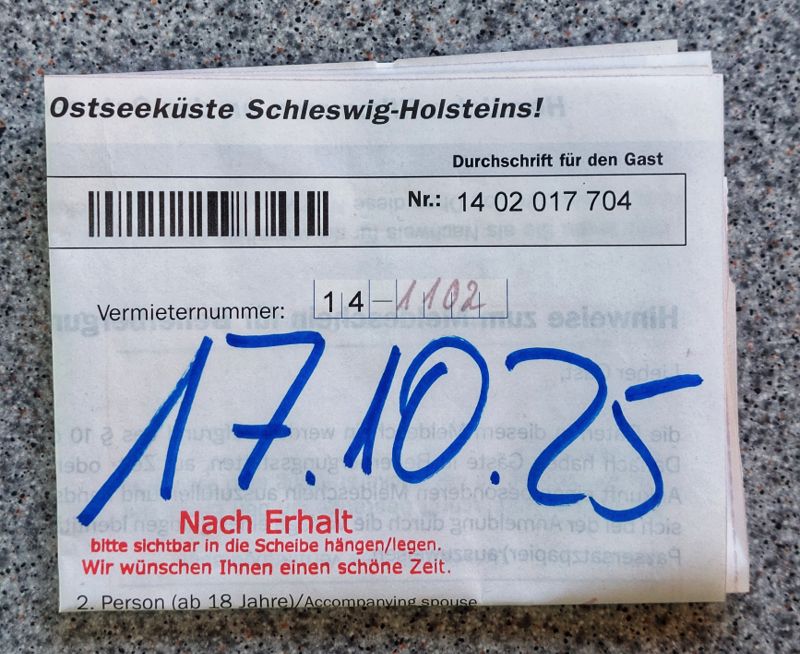 Ostseeküste Schleswig-Holsteins!
Durchschrift für den Gast
Nr.: 14 02 017 704
Vermieternummer: 14-1102
17.10.25
Nach Erhalt
bitte sichtbar in die Scheibe hängen/legen.
Wir wünschen Ihnen einen schöne Zeit.
2. Person (ab 18 Jahre)/Accompanying spouse